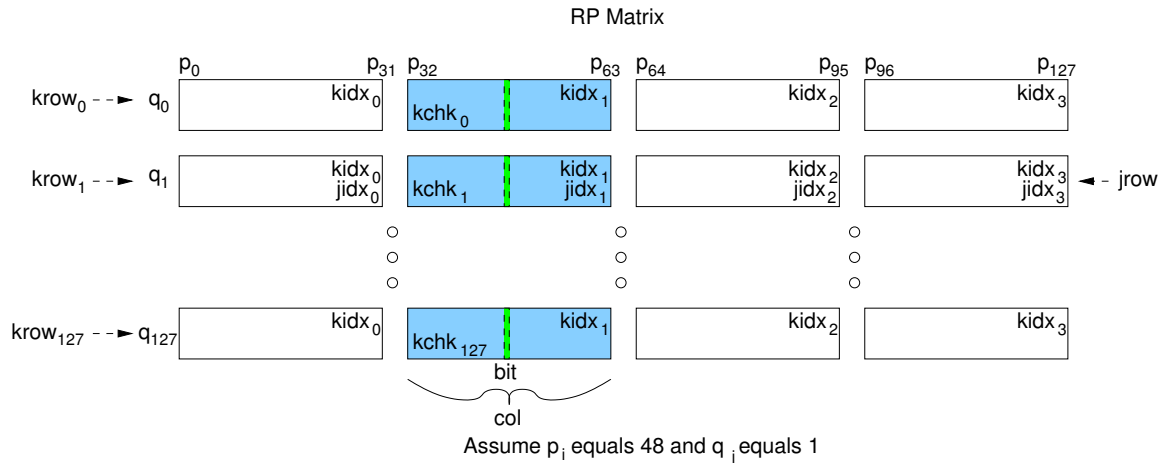 RP Matrix
p0 p31 p32 p63 p64 p95 p96 p127
krow0 q0 kidx0 kchk0 kidx1 kidx2 kidx3
krow1 q1 kidx0 jidx0 kchk1 kidx1 jidx1 kidx2 jidx2 kidx3 jidx3 jrow
krow127 q127 kidx0 kchk127 kidx1 kidx2 kidx3
bit
col
Assume pi equals 48 and qj equals 1